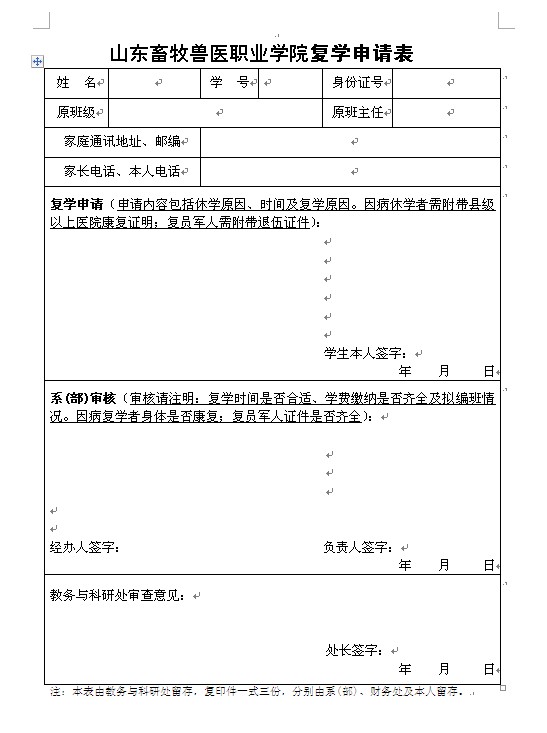 山东畜牧兽医职业学院复学申请表
姓 名 学 号 身份证号
原班级 原班主任
家庭通讯地址、邮编
家长电话、本人电话
复学申请（申请内容包括休学原因、时间及复学原因。因病休学者需附带县级
以上医院康复证明；复员军人需附带退伍证件）：
学生本人签字：
年 月 日
系(部)审核（审核请注明：复学时间是否合适、学费缴纳是否齐全及拟编班情
况。因病复学者身体是否康复；复员军人证件是否齐全）：
经办人签字： 负责人签字：
年 月 日
教务与科研处审查意见：
处长签字：
年 月 日
注：本表由教务与科研处留存，复印件一式三份，分别由系(部)、财务处及本人留存。